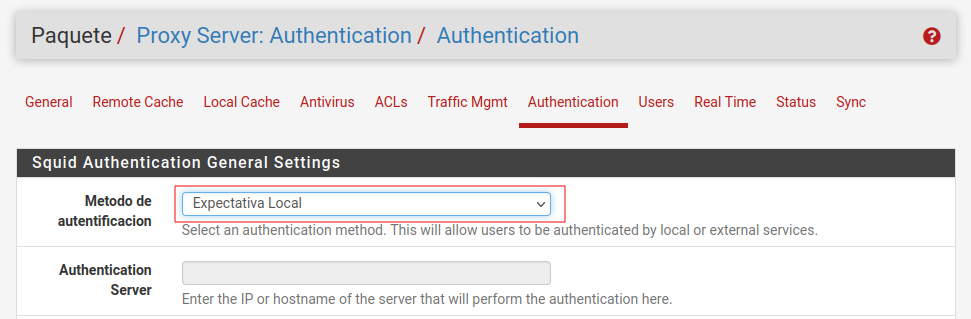 Paquete / Proxy Server: Authentication / Authentication
General Remote Cache Local Cache Antivirus ACLs Traffic Mgmt Authentication Users Real Time Status Sync
Squid Authentication General Settings
Metodo de
autentificacion
Expectativa Local
Select an authentication method. This will allow users to be authenticated by local or external services.
Authentication
Server
Enter the IP or hostname of the server that will perform the authentication here.